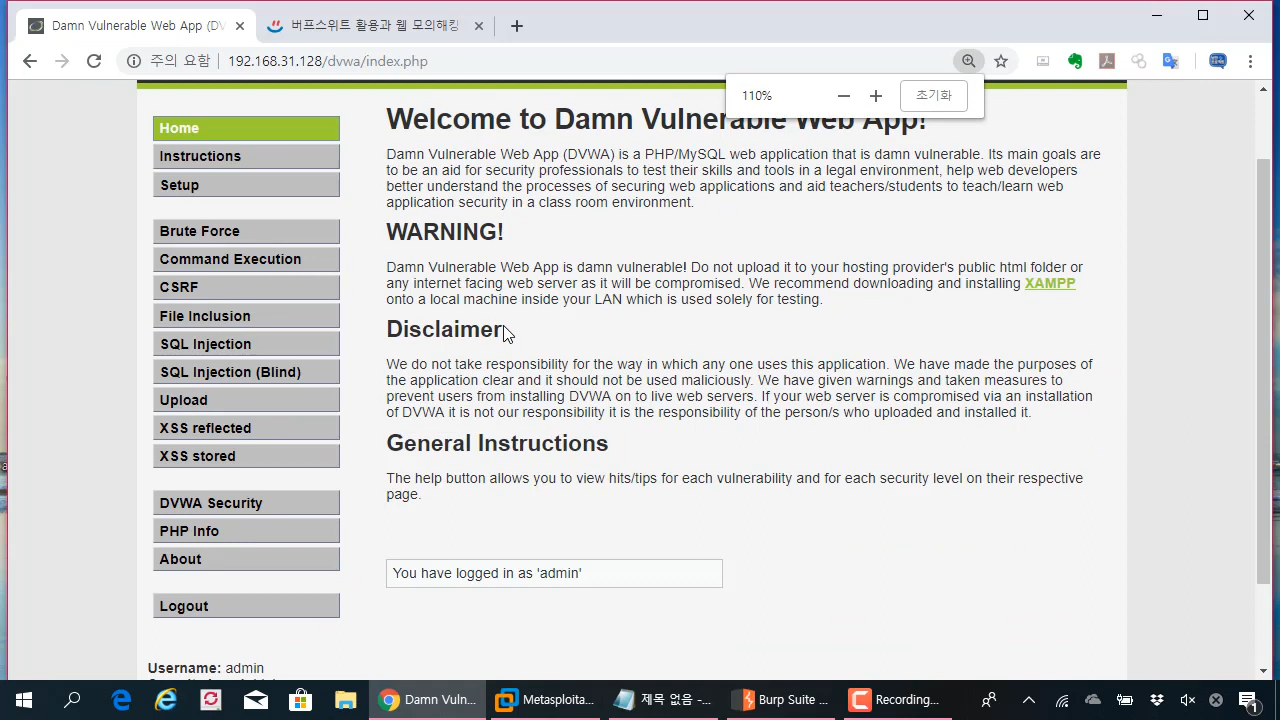 Damn Vulnerable Web App (DV
버프스위트 활용과 웹 모의해킹
주의 요함
192.168.31.128/dvwa/index.php
110%
초기화
Home
Instructions
Setup
Brute Force
Command Execution
CSRF
File Inclusion
SQL Injection
SQL Injection (Blind)
Upload
XSS reflected
XSS stored
DVWA Security
PHP Info
About
Logout
Username: admin
Welcome to Damn Vulnerable Web App!
Damn Vulnerable Web App (DVWA) is a PHP/MySQL web application that is damn vulnerable. Its main goals are
to be an aid for security professionals to test their skills and tools in a legal environment, help web developers
better understand the processes of securing web applications and aid teachers/students to teach/learn web
application security in a class room environment.
WARNING!
Damn Vulnerable Web App is damn vulnerable! Do not upload it to your hosting provider's public html folder or
any internet facing web server as it will be compromised. We recommend downloading and installing XAMPP
onto a local machine inside your LAN which is used solely for testing.
Disclaimer
We do not take responsibility for the way in which any one uses this application. We have made the purposes of
the application clear and it should not be used maliciously. We have given warnings and taken measures to
prevent users from installing DVWA on to live web servers. If your web server is compromised via an installation
of DVWA it is not our responsibility it is the responsibility of the person/s who uploaded and installed it.
General Instructions
The help button allows you to view hits/tips for each vulnerability and for each security level on their respective
page.
You have logged in as 'admin'
Damn Vuln...
Metasploita...
제목 없음 -...
Burp Suite ...
Recording...
1